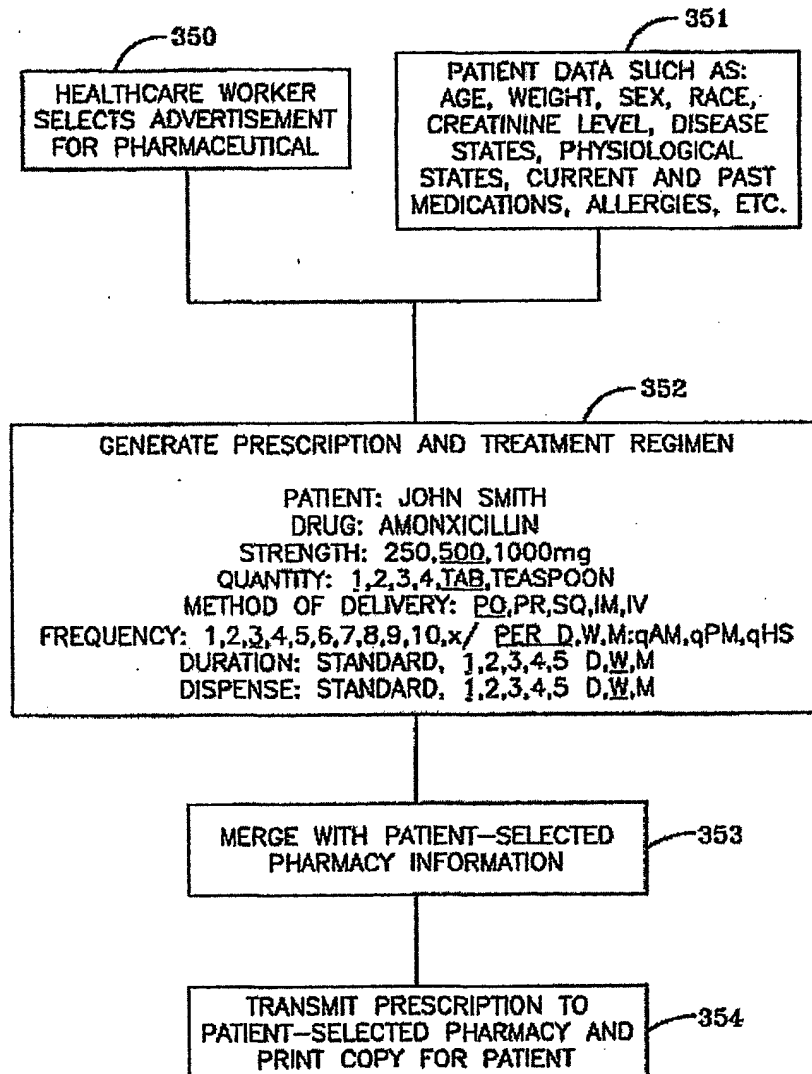 350
HEALTHCARE WORKER
SELECTS ADVERTISEMENT
FOR PHARMACEUTICAL
351
PATIENT DATA SUCH AS:
AGE, WEIGHT, SEX, RACE,
CREATININE LEVEL, DISEASE
STATES, PHYSIOLOGICAL
STATES, CURRENT AND PAST
MEDICATIONS, ALLERGIES, ETC.
352
GENERATE PRESCRIPTION AND TREATMENT REGIMEN
PATIENT: JOHN SMITH
DRUG: AMONXICILLIN
STRENGTH: 250,500,1000mg
QUANTITY: 1,2,3,4,TAB,TEASPOON
METHOD OF DELIVERY: PO,PR,SQ,IM,IV
FREQUENCY: 1,2,3,4,5,6,7,8,9,10,x/ PER D,W,M:qAM,qPM,qHS
DURATION: STANDARD, 1,2,3,4,5 D,W,M
DISPENSE: STANDARD, 1,2,3,4,5 D,W,M
MERGE WITH PATIENT-SELECTED
PHARMACY INFORMATION
353
TRANSMIT PRESCRIPTION TO
PATIENT-SELECTED PHARMACY AND
PRINT COPY FOR PATIENT
354